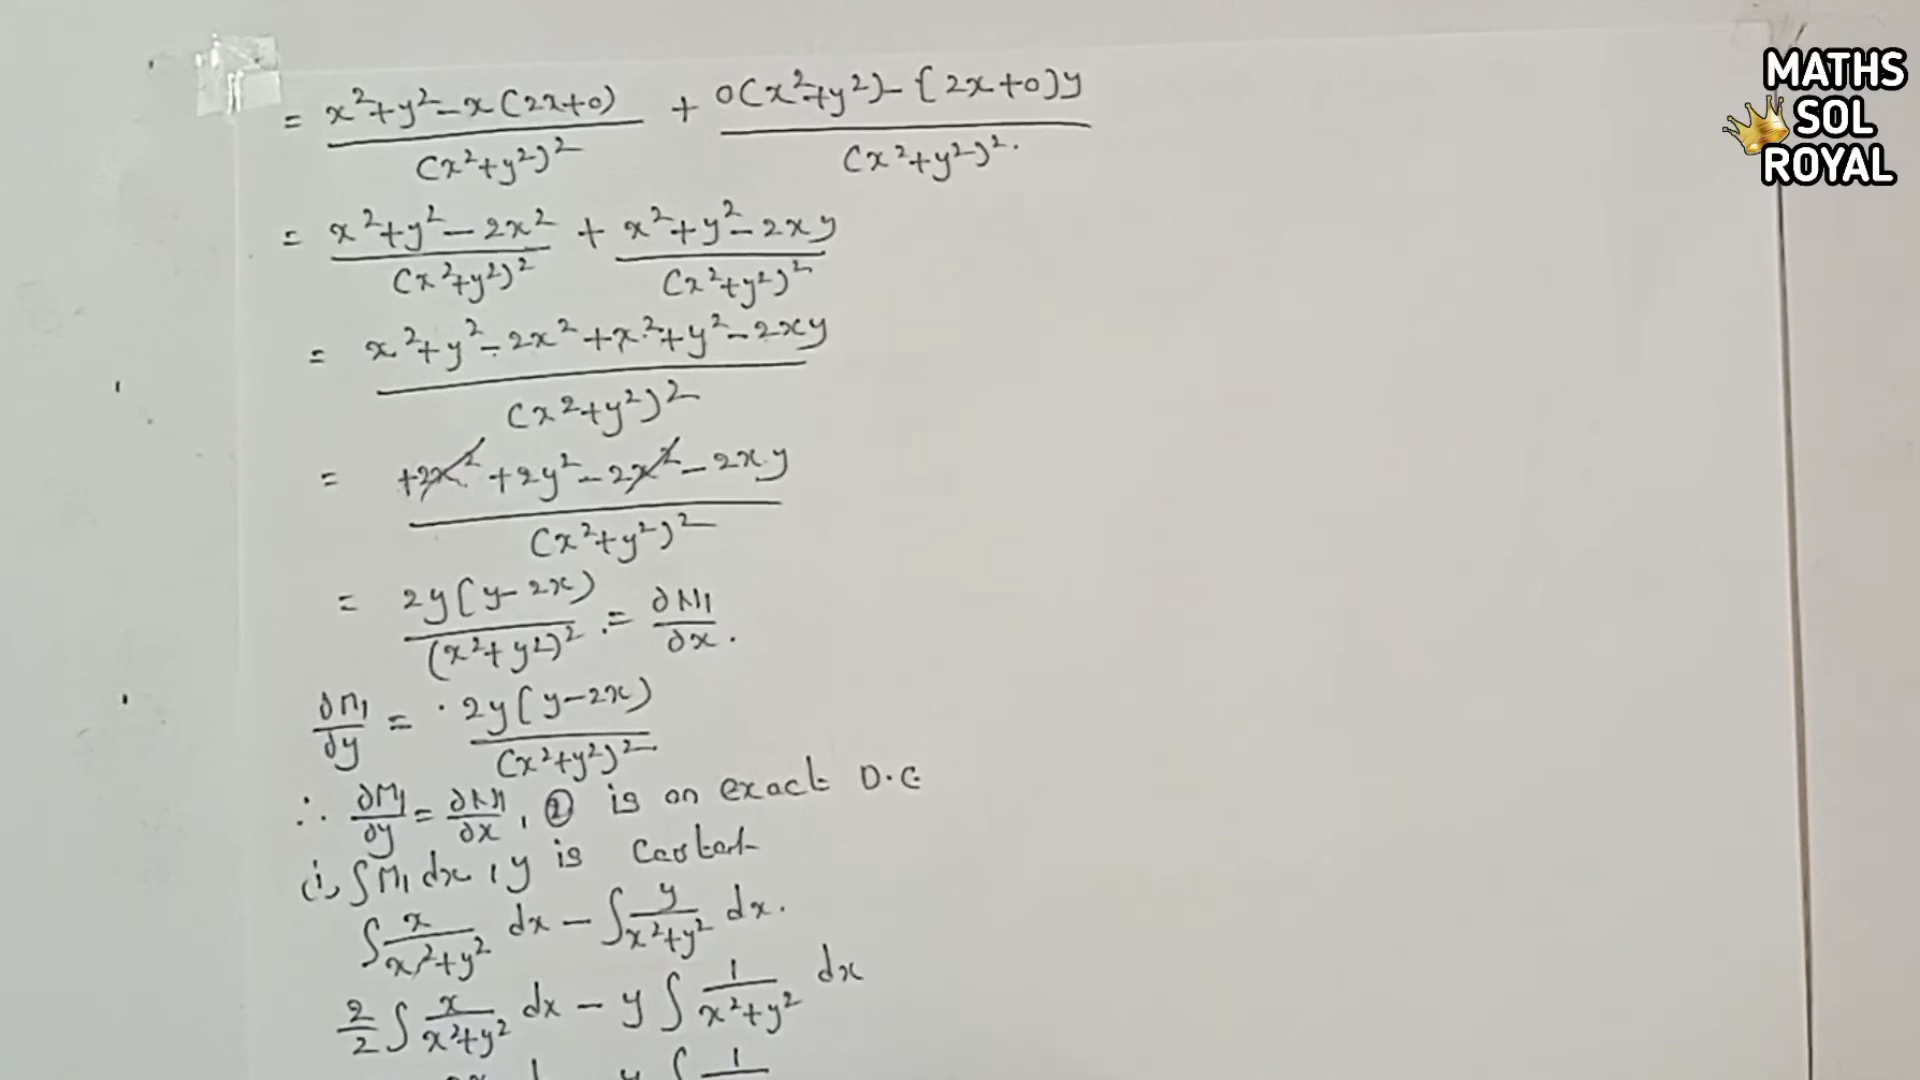 = x²+y²-x(2x+0)/(x²+y²)² + 0(x²+y²)-[2x+0]y/(x²+y²)².
= x²+y²-2x²/(x²+y²)² + x²+y²-2xy/(x²+y²)²
= x²+y²-2x²+x²+y²-2xy/(x²+y²)²
= +2x²+2y²-2x²-2xy/(x²+y²)²
= 2y[y-2x)/(x²+y²)² = ∂N₁/∂x.
∂M₁/∂y = 2y[y-2x)/(x²+y²)²
∴ ∂M₁/∂y = ∂N₁/∂x, ② is an exact D.E
(i, ∫M₁dx, y is
∫x/x²+y² dx - ∫y/x²+y² dx.
2/2 ∫x/x²+y² dx - y∫1/x²+y² dx
MATHS
SOL
ROYAL